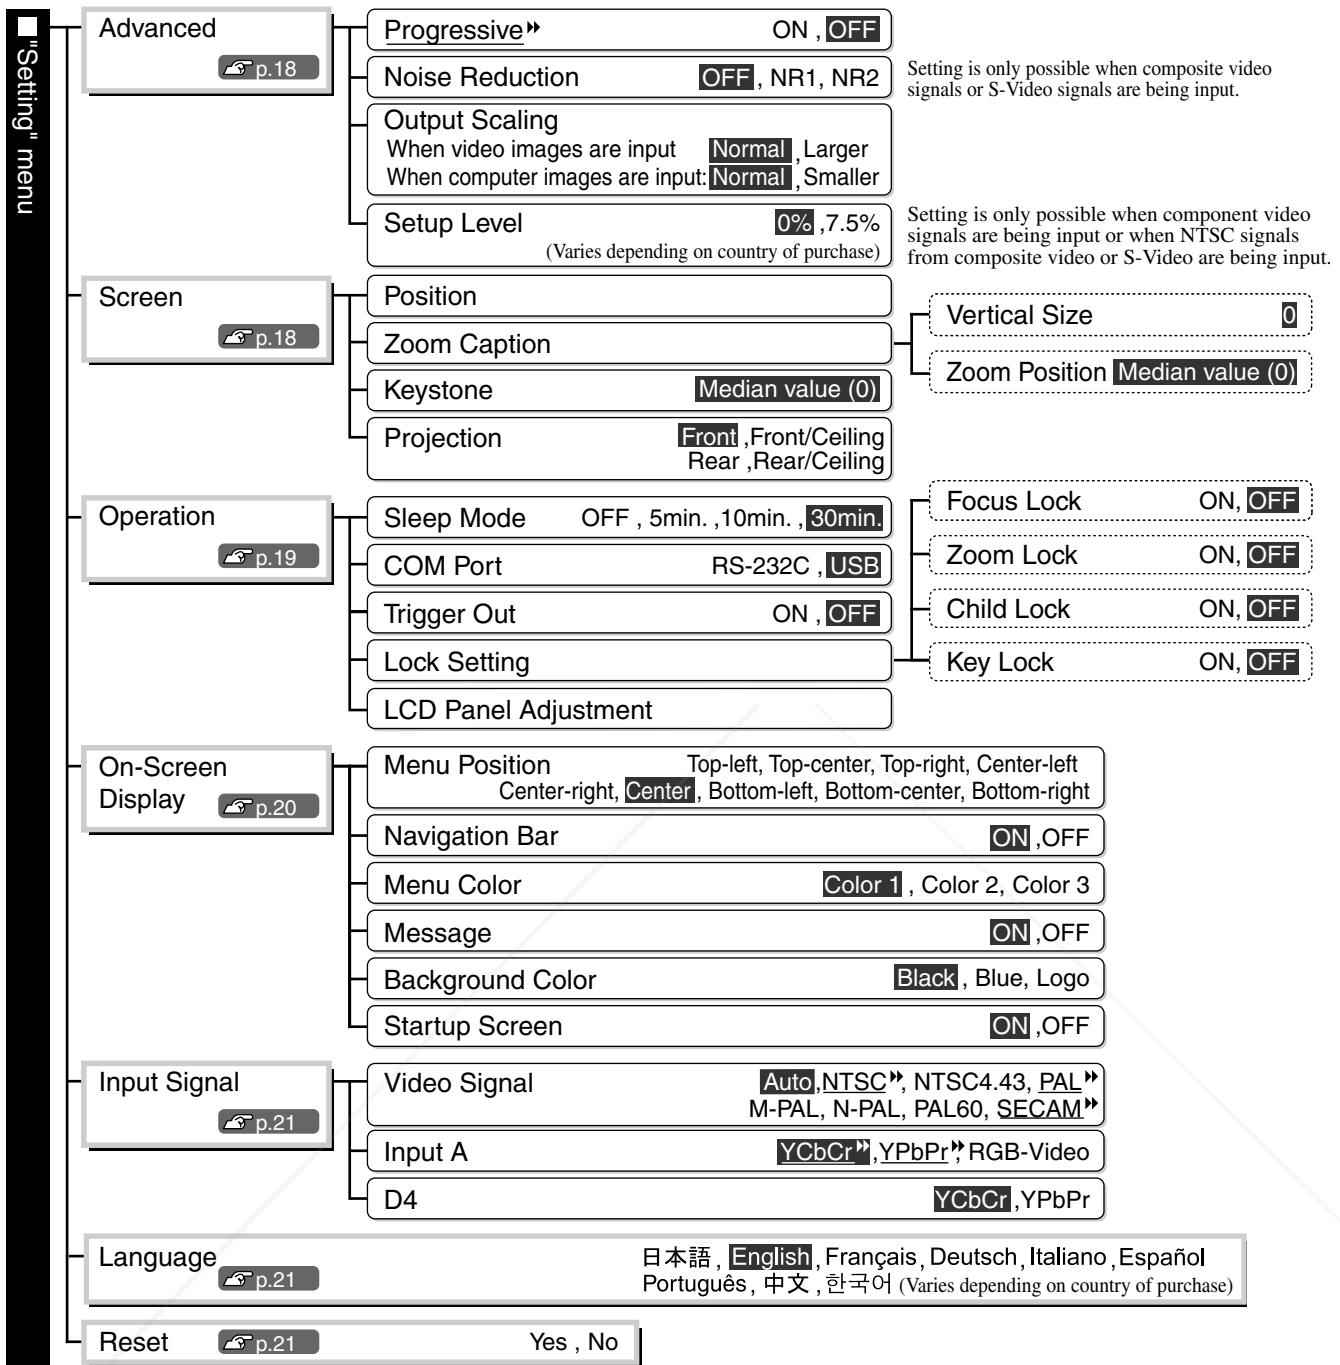 ■"Setting" menu
Advanced
p.18
Progressive ON , OFF
Noise Reduction OFF , NR1, NR2
Setting is only possible when composite video
signals or S-Video signals are being input.
Output Scaling
When video images are input Normal , Larger
When computer images are input: Normal , Smaller
Setup Level 0% ,7.5%
(Varies depending on country of purchase)
Setting is only possible when component video
signals are being input or when NTSC signals
from composite video or S-Video are being input.
Screen
p.18
Position
Zoom Caption
Vertical Size 0
Zoom Position Median value (0)
Keystone Median value (0)
Projection Front ,Front/Ceiling
Rear ,Rear/Ceiling
Operation
p.19
Sleep Mode OFF , 5min. ,10min. , 30min.
COM Port RS-232C , USB
Trigger Out ON , OFF
Lock Setting
Focus Lock ON, OFF
Zoom Lock ON, OFF
Child Lock ON, OFF
Key Lock ON, OFF
LCD Panel Adjustment
On-Screen
Display p.20
Menu Position Top-left, Top-center, Top-right, Center-left
Center-right, Center , Bottom-left, Bottom-center, Bottom-right
Navigation Bar ON ,OFF
Menu Color Color 1 , Color 2, Color 3
Message ON ,OFF
Background Color Black , Blue, Logo
Startup Screen ON ,OFF
Input Signal
p.21
Video Signal Auto ,NTSC , NTSC4.43, PAL
M-PAL, N-PAL, PAL60, SECAM
Input A YCbCr ,YPbPr , RGB-Video
D4 YCbCr ,YPbPr
Language
p.21
日本語 , English , Français , Deutsch , Italiano , Español
Português , 中文 , 한국어 (Varies depending on country of purchase)
Reset p.21 Yes , No